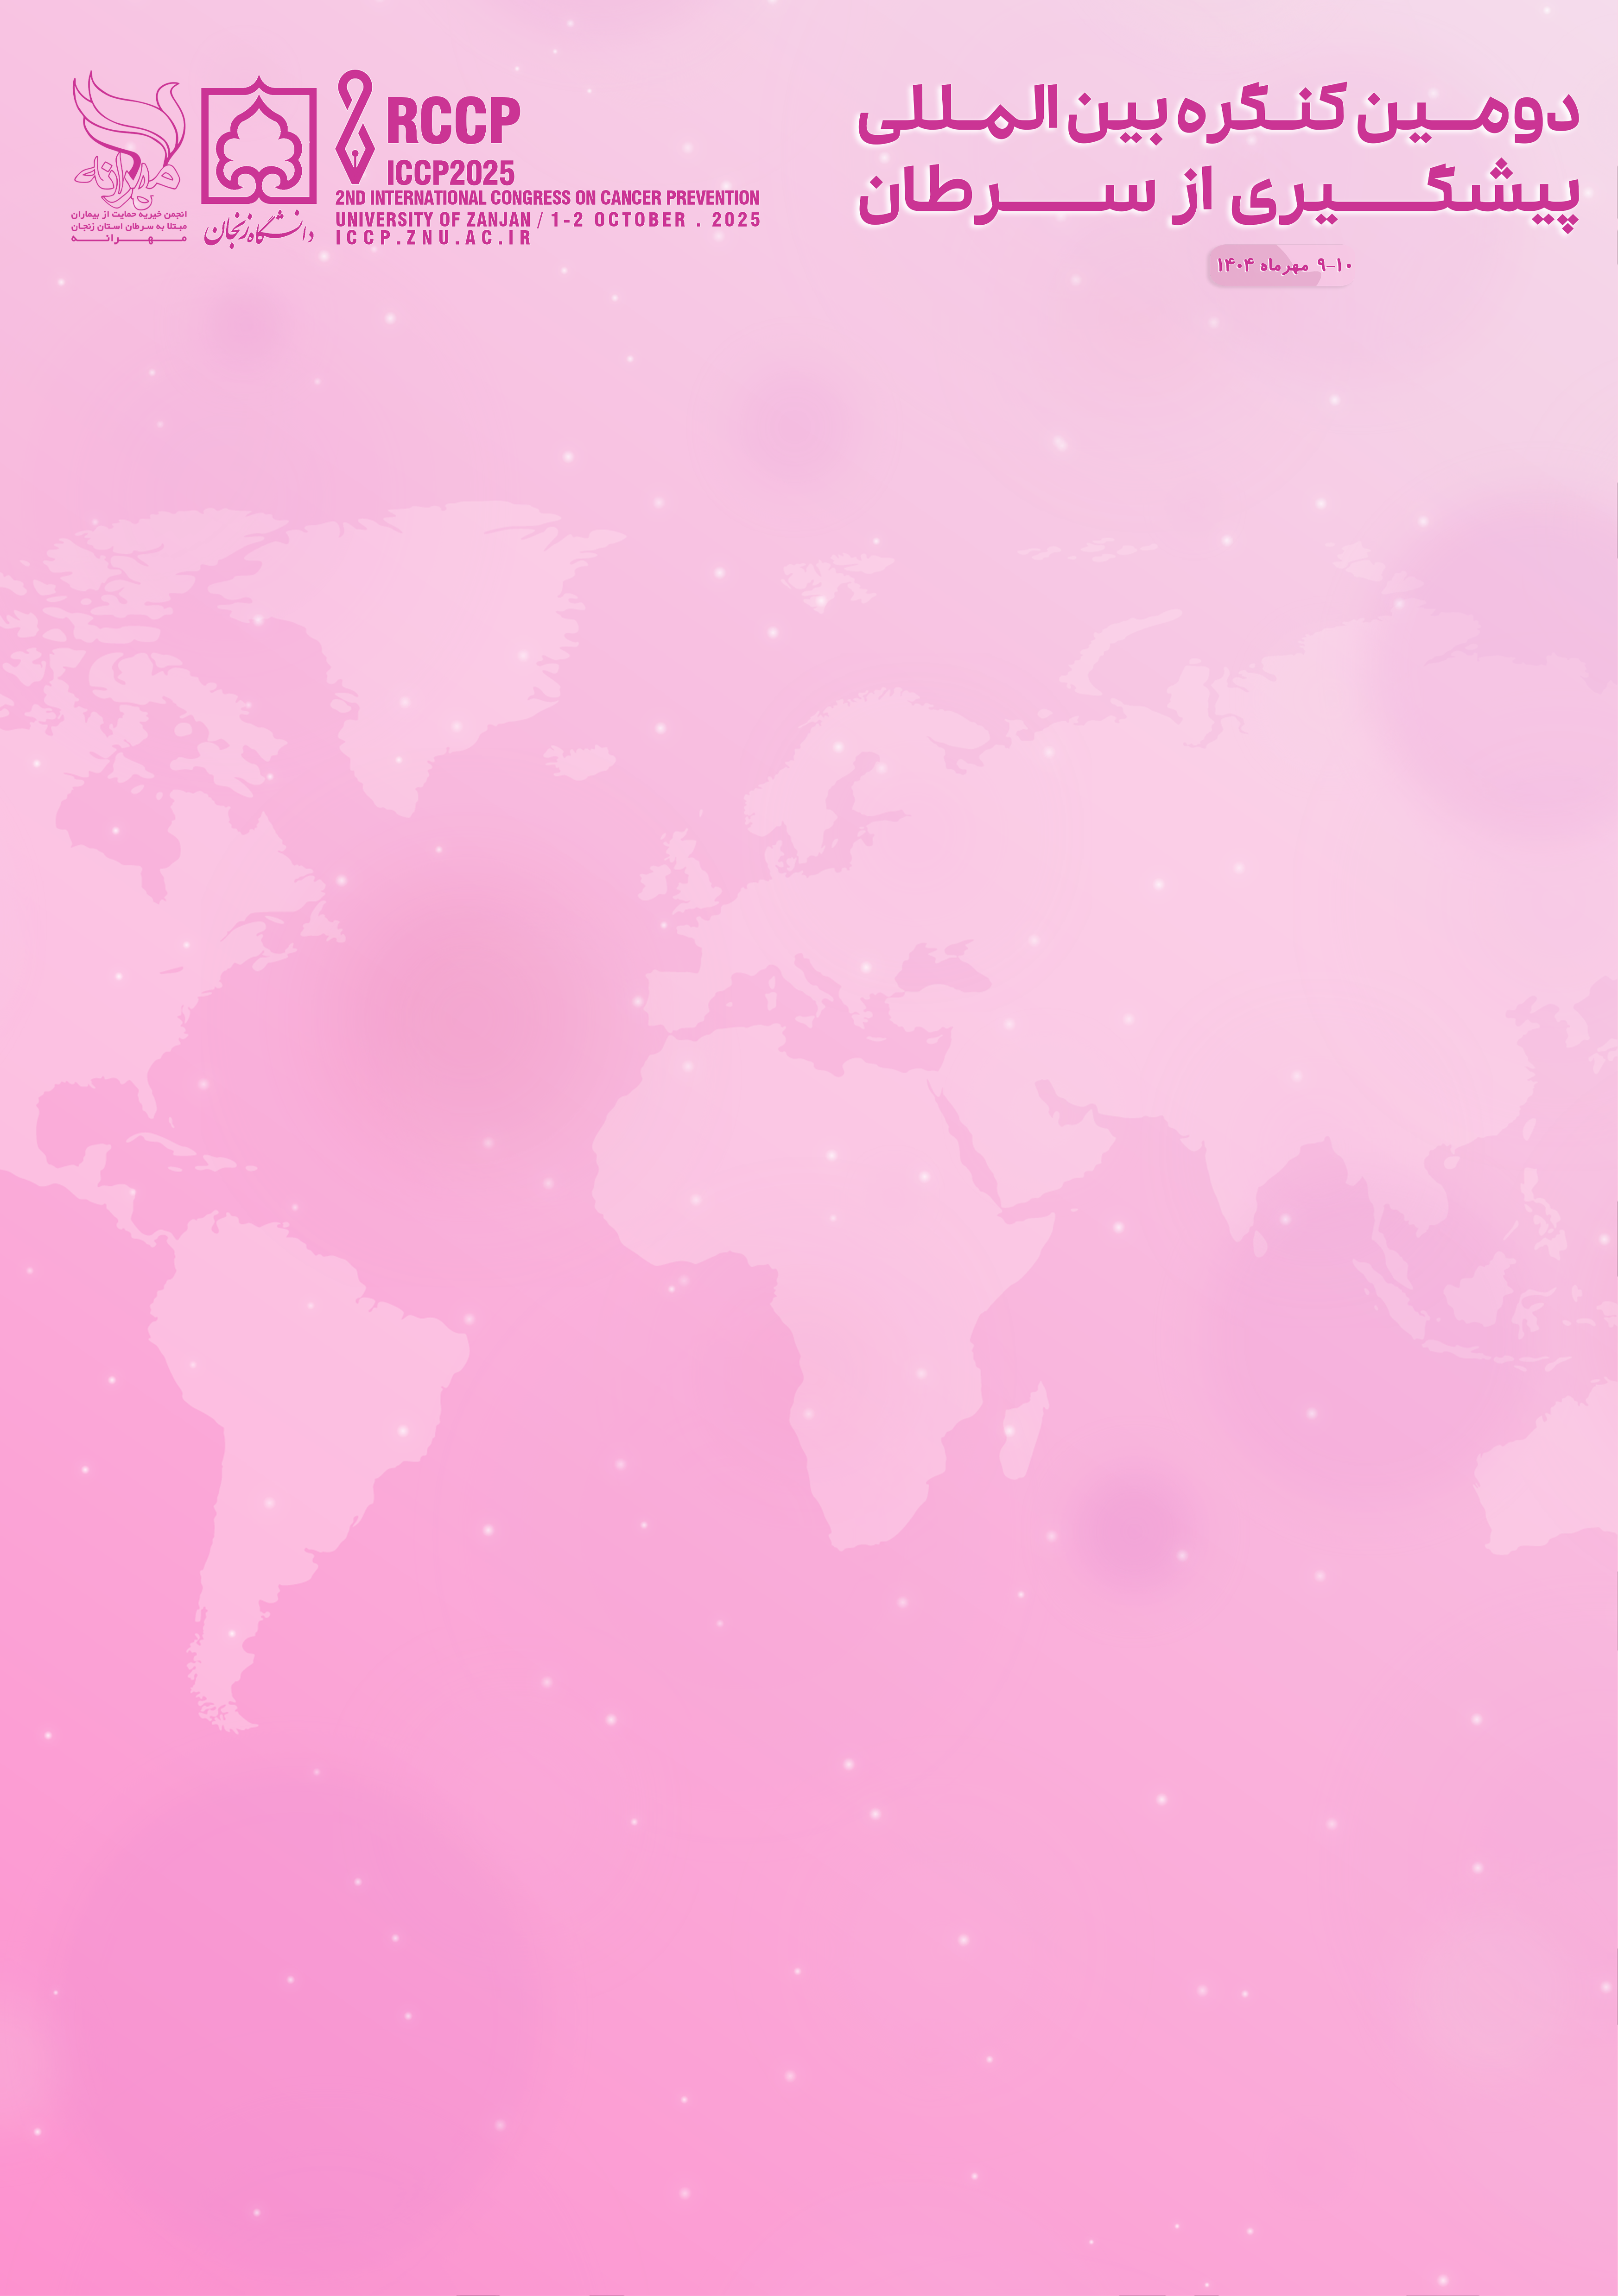 دومین کنگره بین المللی
پیشگیری از سرطان
۹-۱۰ مهرماه ۱۴۰۴
RCCP
ICCP2025
2ND INTERNATIONAL CONGRESS ON CANCER PREVENTION
UNIVERSITY OF ZANJAN / 1-2 OCTOBER . 2025
ICCP.ZNU.AC.IR
دانشگاه زنجان
مهرانه
انجمن خیریه حمایت از بیماران
مبتلا به سرطان استان زنجان
مهرانه